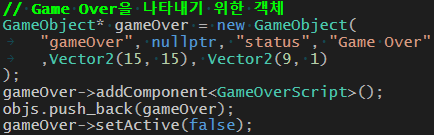 // Game Over을 나타내기 위한 객체
GameObject* gameOver = new GameObject(
"gameOver", nullptr, "status", "Game Over"
,Vector2(15, 15), Vector2(9, 1)
);
gameOver->addComponent<GameOverScript>();
objs.push_back(gameOver);
gameOver->setActive(false);